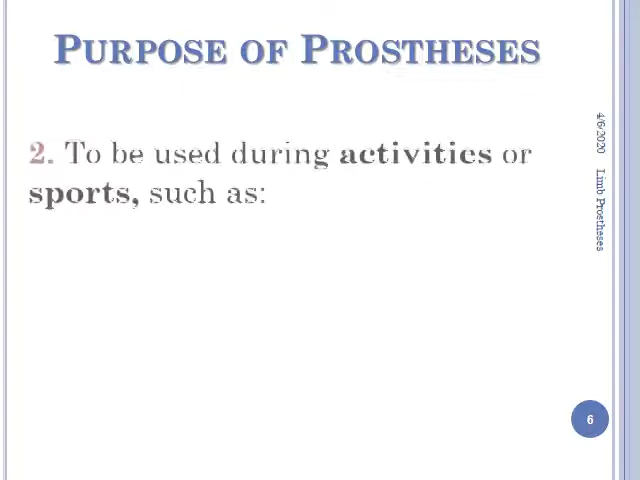 PURPOSE OF PROSTHESES
2. To be used during activities or
sports, such as:
4/6/2020 Limb Prostheses
6